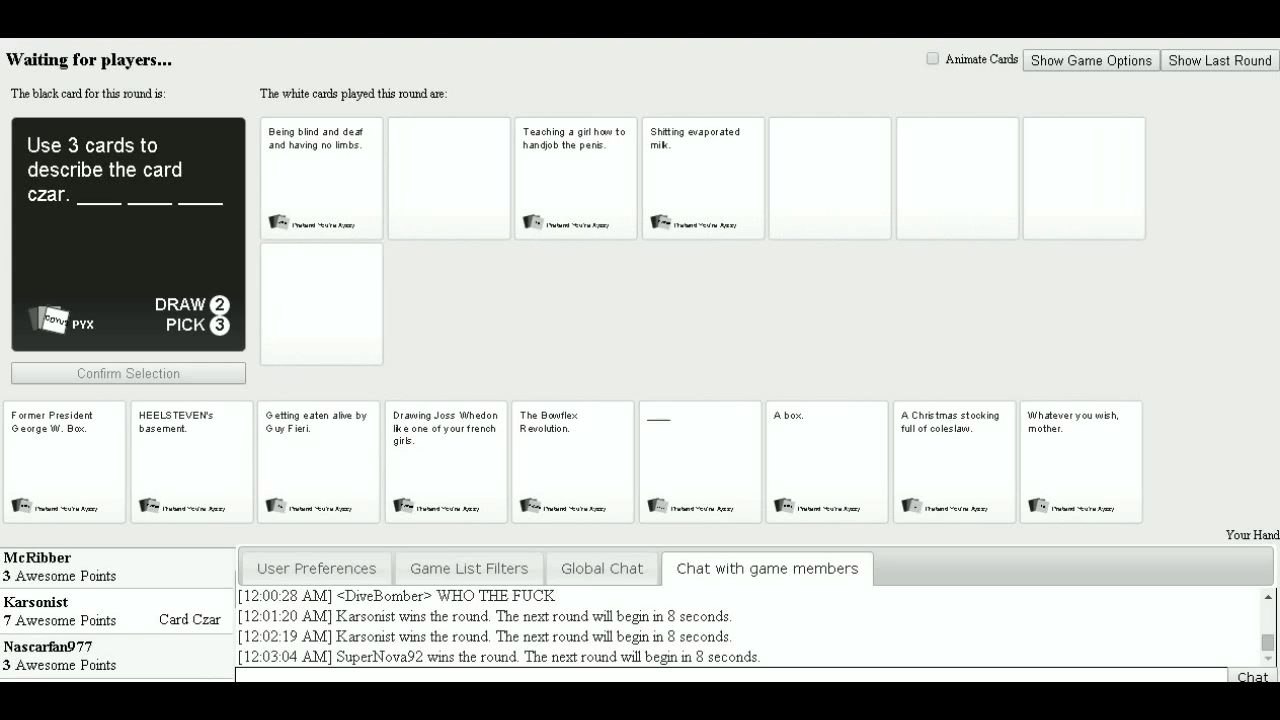 Waiting for players...
Animate Cards
Show Game Options
Show Last Round
The black card for this round is:
The white cards played this round are:
Use 3 cards to
describe the card
czar. ____ ____ ____
PYX
DRAW 2
PICK 3
Confirm Selection
Being blind and deaf
and having no limbs.
Teaching a girl how to
handjob the penis.
Shitting evaporated
milk.
Former President
George W. Box.
HEELSTEVEN's
basement.
Getting eaten alive by
Guy Fieri.
Drawing Joss Whedon
like one of your french
girls.
The Bowflex
Revolution.
____
A box.
A Christmas stocking
full of coleslaw.
Whatever you wish,
mother.
Your Hand
McRibber
3 Awesome Points
Karsonist
7 Awesome Points Card Czar
Nascarfan977
3 Awesome Points
User Preferences
Game List Filters
Global Chat
Chat with game members
[12:00:28 AM] <DiveBomber> WHO THE FUCK
[12:01:20 AM] Karsonist wins the round. The next round will begin in 8 seconds.
[12:02:19 AM] Karsonist wins the round. The next round will begin in 8 seconds.
[12:03:04 AM] SuperNova92 wins the round. The next round will begin in 8 seconds.
Chat